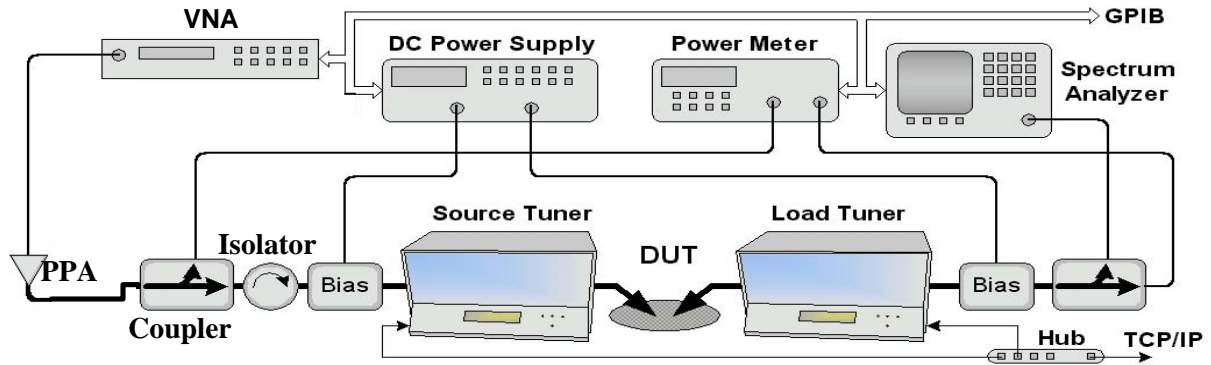 VNA
GPIB
DC Power Supply
Power Meter
Spectrum
Analyzer
Source Tuner
Load Tuner
Isolator
DUT
PPA
Bias
Bias
Coupler
Hub
TCP/IP